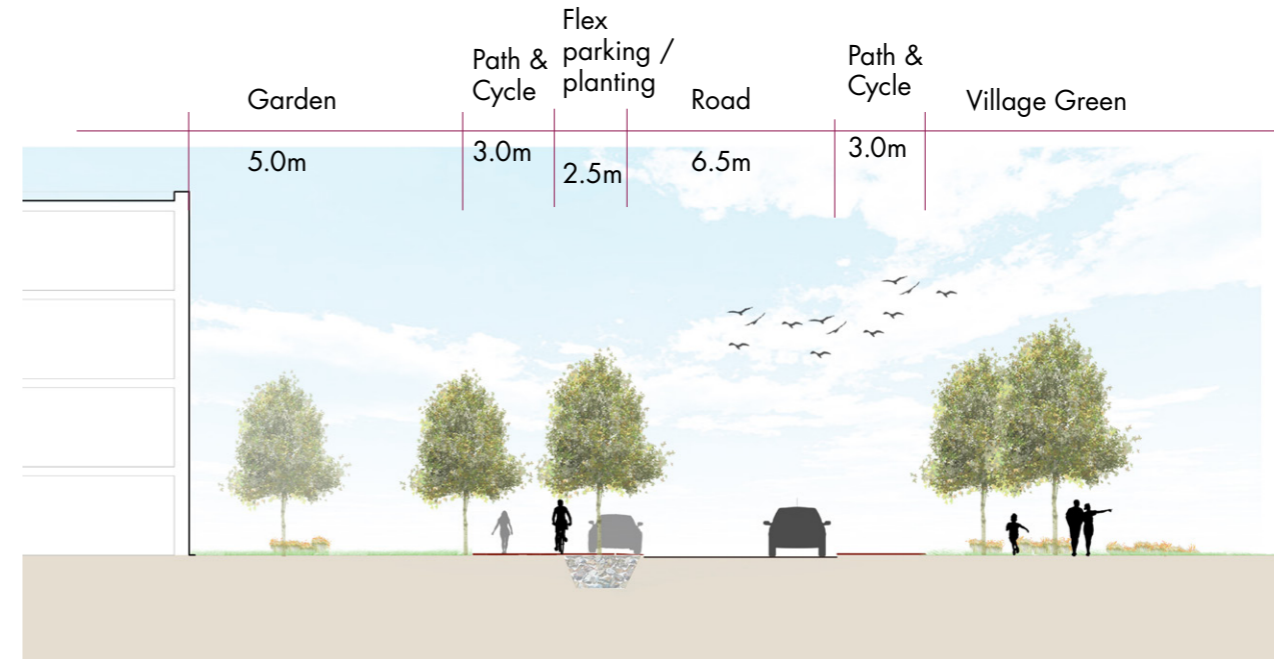 Garden
5.0m
Path &
Cycle
3.0m
Flex
parking /
planting
2.5m
Road
6.5m
Path &
Cycle
3.0m
Village Green